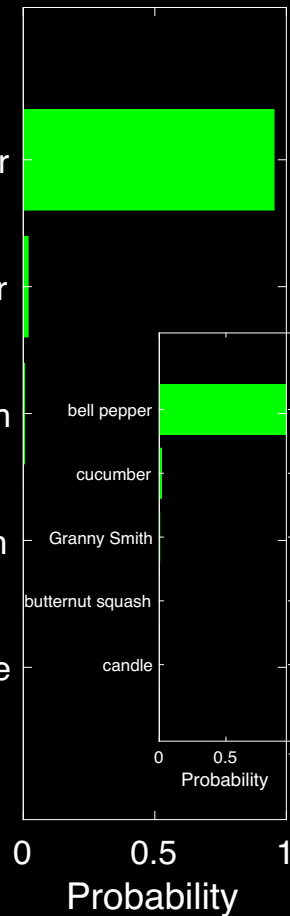 r
r
n
n
e
bell pepper
cucumber
Granny Smith
butternut squash
candle
0 0.5
Probability
0 0.5 1
Probability